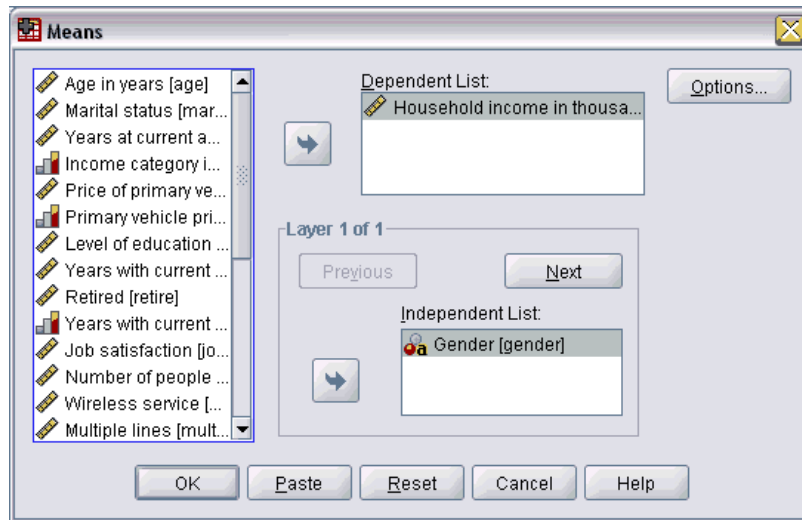 Means
Age in years [age]
Marital status [mar...
Years at current a...
Income category i...
Price of primary ve...
Primary vehicle pri...
Level of education ...
Years with current ...
Retired [retire]
Years with current ...
Job satisfaction [jo...
Number of people ...
Wireless service [...
Multiple lines [mult...
Dependent List:
Household income in thousa...
Options...
Layer 1 of 1
Previous
Next
Independent List:
a Gender [gender]
OK
Paste
Reset
Cancel
Help